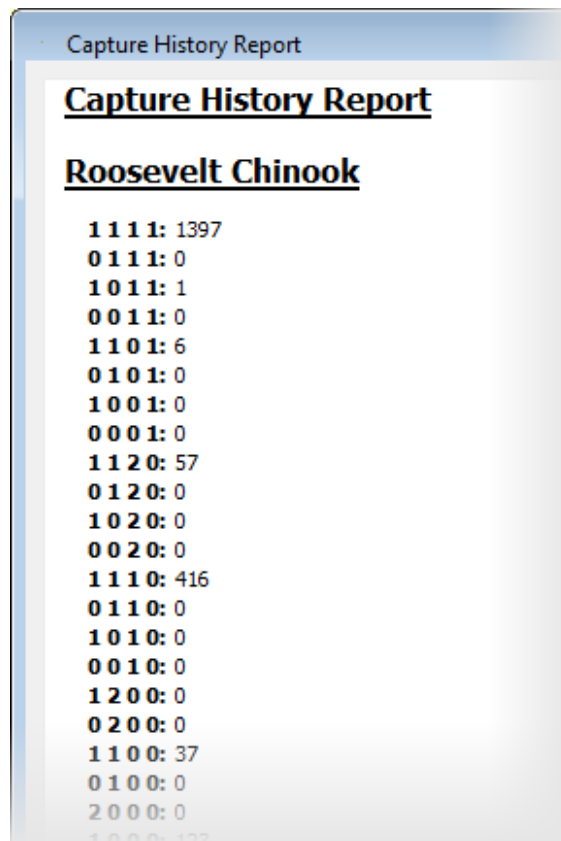 Capture History Report
Capture History Report
Roosevelt Chinook
1 1 1 1: 1397
0 1 1 1: 0
1 0 1 1: 1
0 0 1 1: 0
1 1 0 1: 6
0 1 0 1: 0
1 0 0 1: 0
0 0 0 1: 0
1 1 2 0: 57
0 1 2 0: 0
1 0 2 0: 0
0 0 2 0: 0
1 1 1 0: 416
0 1 1 0: 0
1 0 1 0: 0
0 0 1 0: 0
1 2 0 0: 0
0 2 0 0: 0
1 1 0 0: 37
0 1 0 0: 0
2 0 0 0: 0